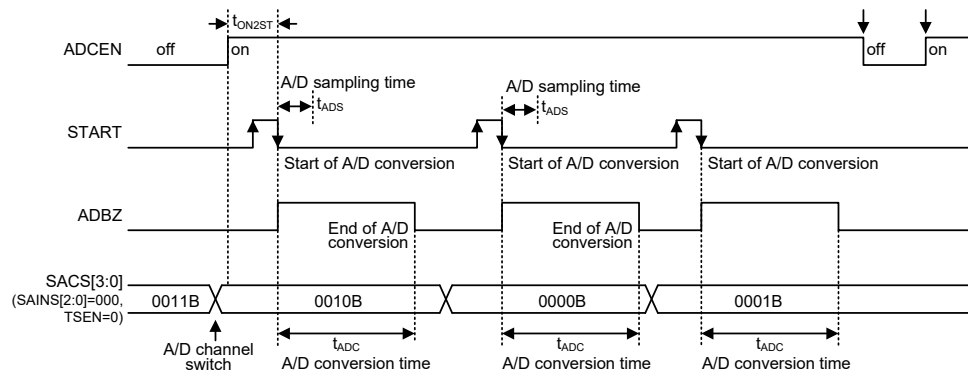 tON2ST
ADCEN
off
on
off
on
A/D sampling time
tADS
A/D sampling time
tADS
START
Start of A/D conversion
Start of A/D conversion
Start of A/D conversion
ADBZ
End of A/D
conversion
End of A/D
conversion
SACS[3:0]
(SAINS[2:0]=000,
TSEN=0)
0011B
0010B
0000B
0001B
A/D channel
switch
tADC
A/D conversion time
tADC
A/D conversion time
tADC
A/D conversion time